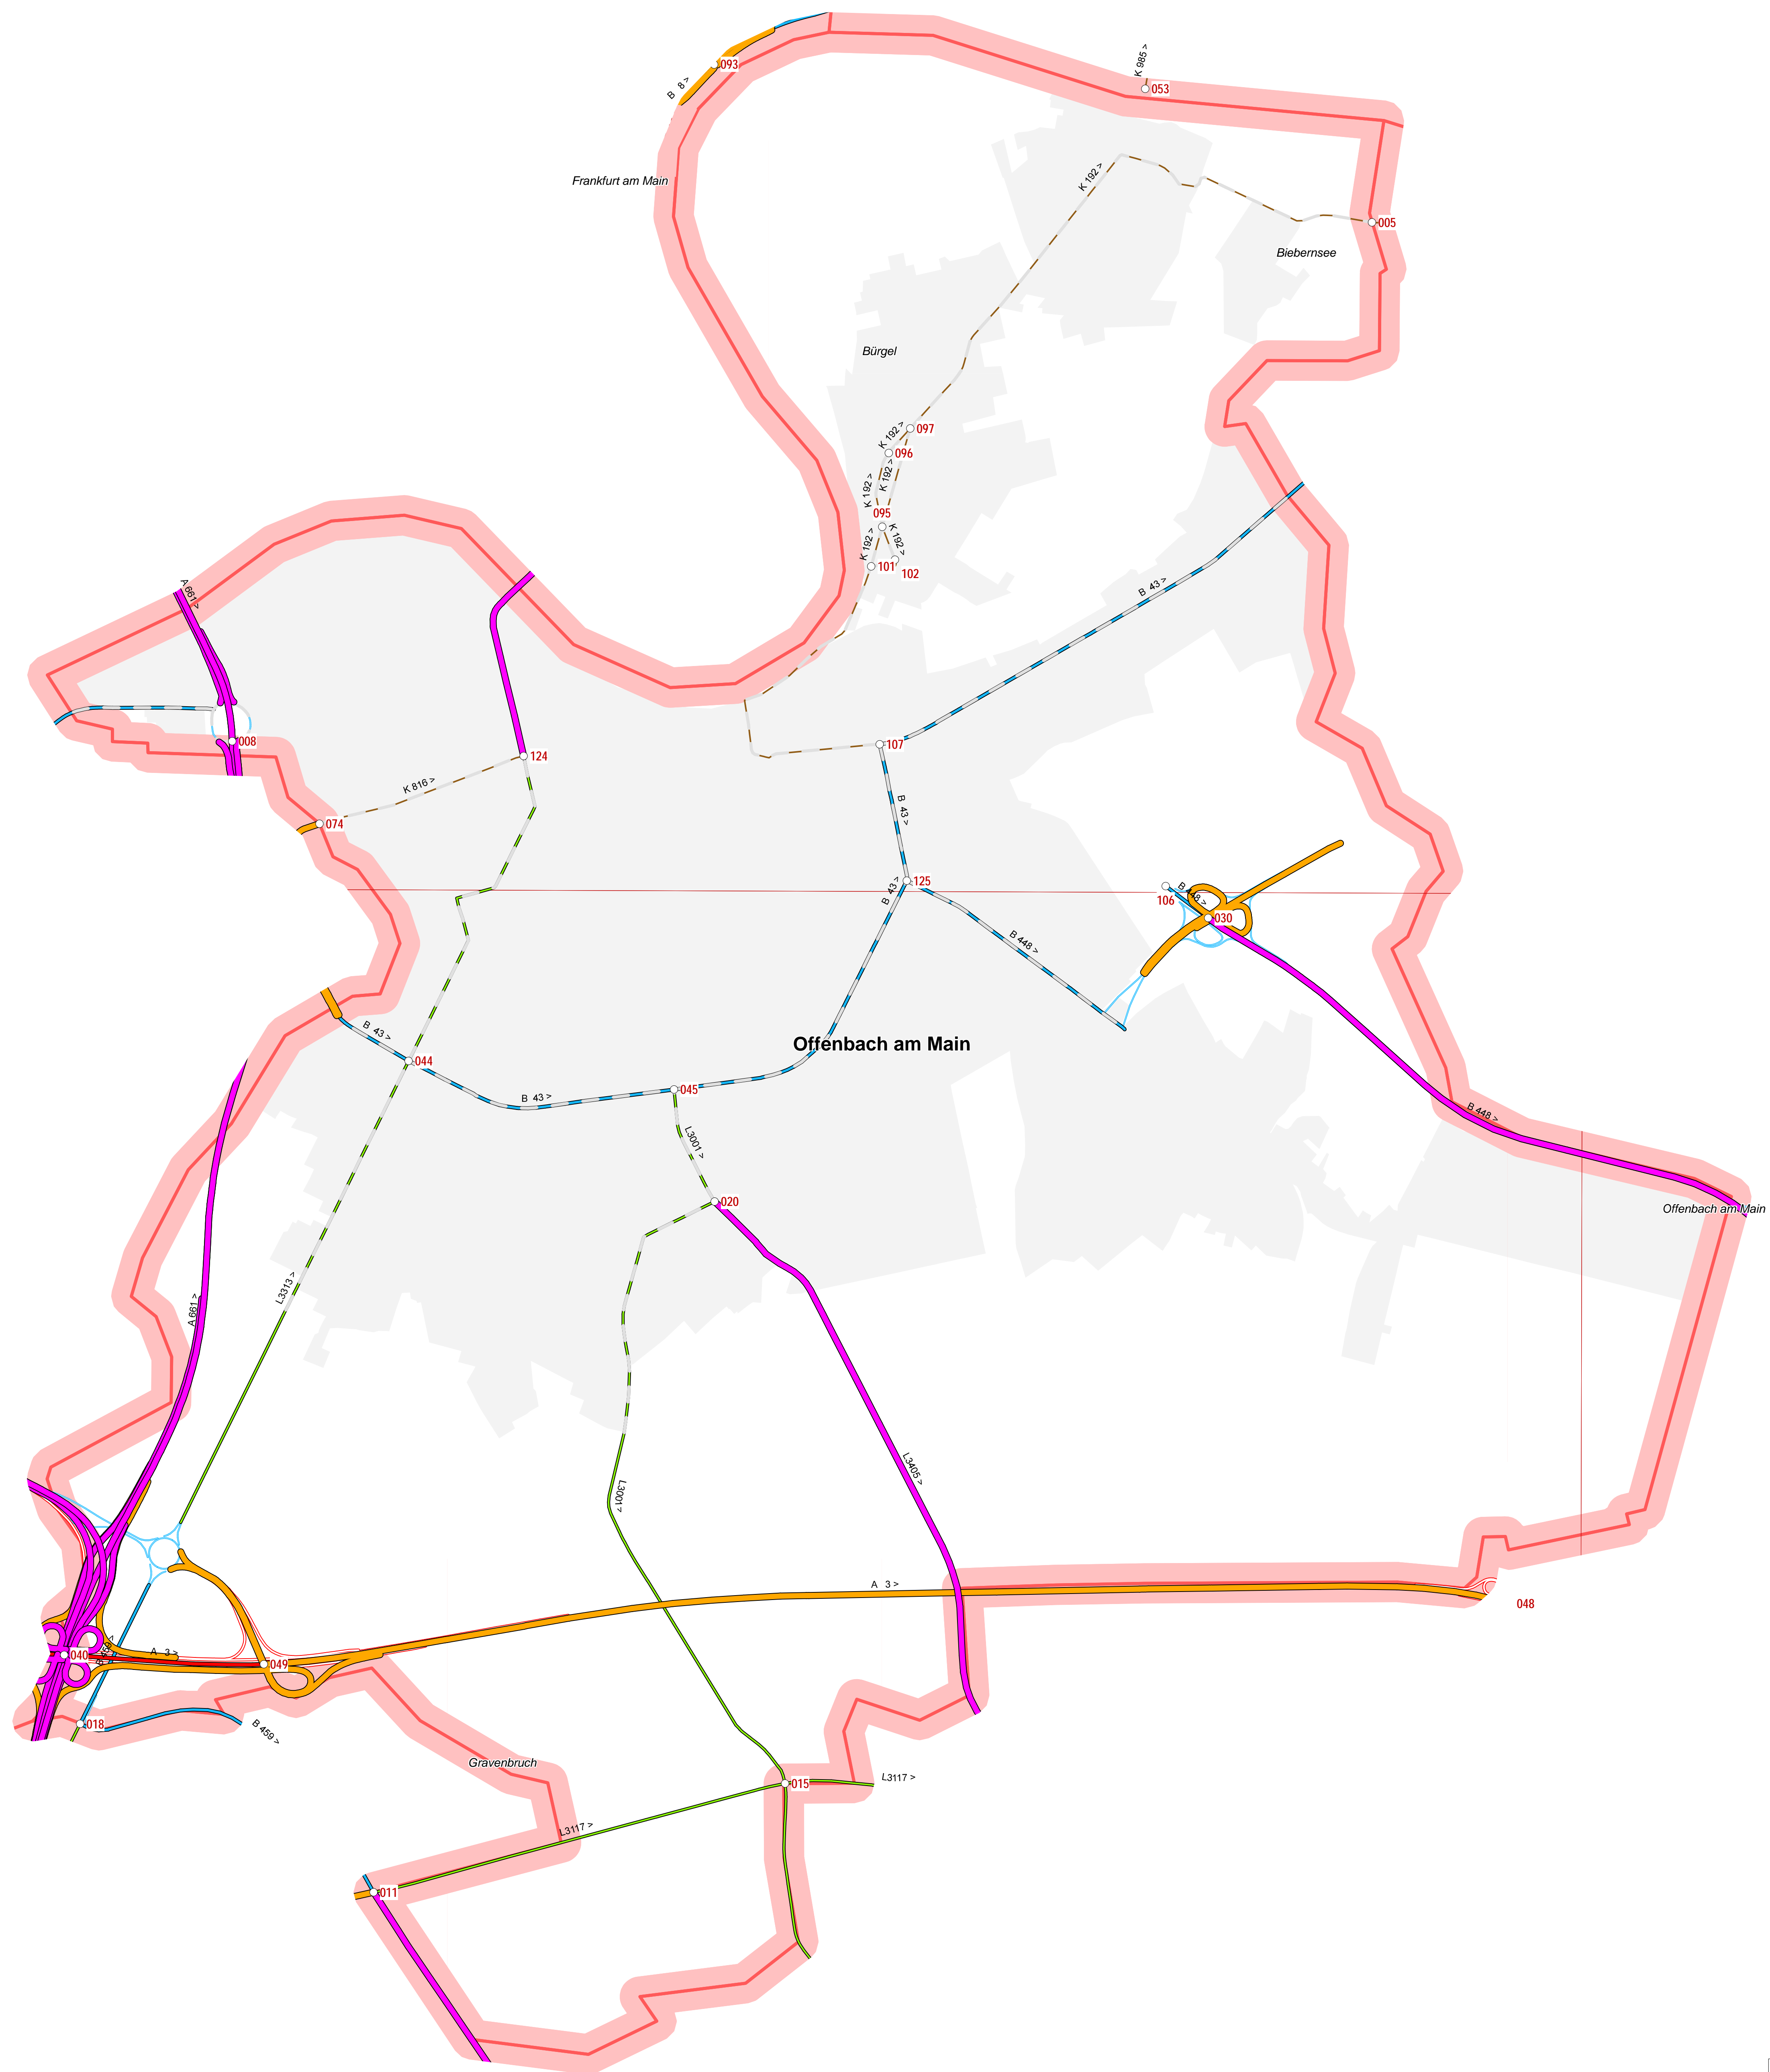 K 985 >
093
053
B   8 >
Frankfurt am Main
K 192 >
005
Biebernsee
Bürgel
097
K 192 >
096
K 192 >
K 192 >
095
K 192 >
K 192 >
101
102
A 661 >
B  43 >
008
107
124
K 816 >
B  43 >
074
125
B  43 >
B 448 >
106
030
B 448 >
B  43 >
Offenbach am Main
044
045
B  43 >
B 448 >
L3001 >
020
Offenbach am Main
L3313 >
A 661 >
L3405 >
L3001 >
A   3 >
048
A   3 >
B 459 >
040
049
018
B 459 >
Gravenbruch
015
L3117 >
L3117 >
011